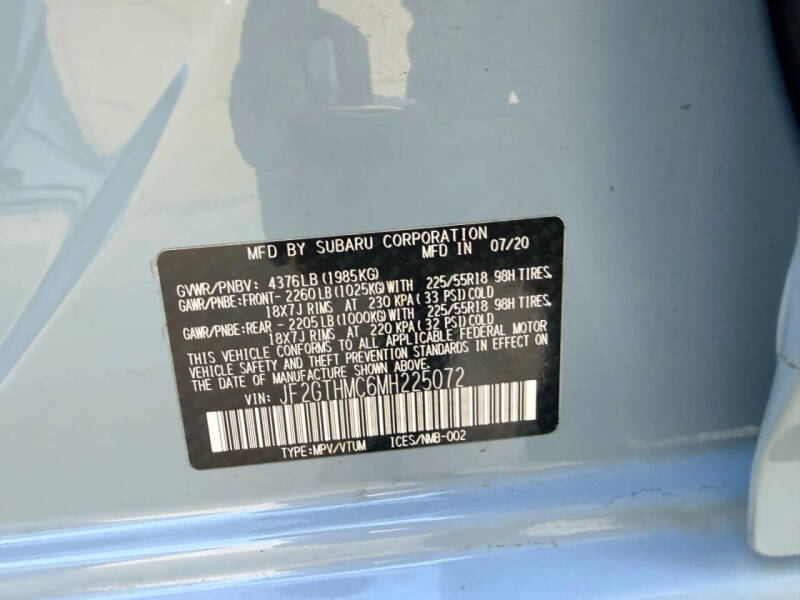 MFD BY SUBARU CORPORATION
MFD IN 07/20
GVWR/PNBV: 4376LB(1985KG)
GAWR/PNBE:FRONT- 2260LB(1025KG)WITH 225/55R18 98H TIRES,
18X7J RIMS AT 230 KPA(33 PSI)COLD
GAWR/PNBE:REAR - 2205LB(1000KG)WITH 225/55R18 98H TIRES,
18X7J RIMS AT 220 KPA(32 PSI)COLD
THIS VEHICLE CONFORMS TO ALL APPLICABLE FEDERAL MOTOR
VEHICLE SAFETY AND THEFT PREVENTION STANDARDS IN EFFECT ON
THE DATE OF MANUFACTURE SHOWN ABOVE.
VIN: JF2GTHMC6MH225072
TYPE:MPV/VTUM ICES/NMB-002